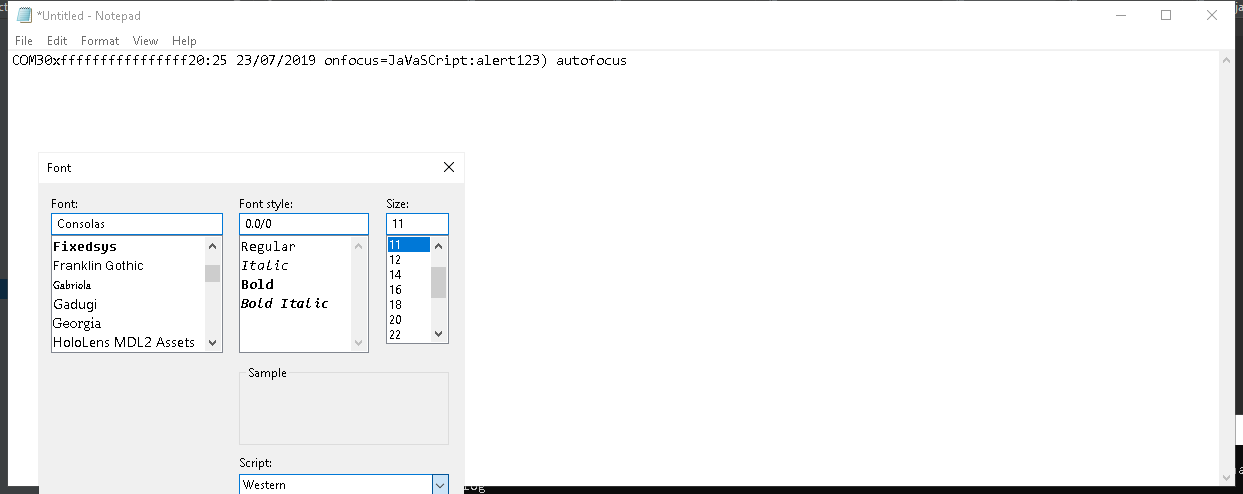 *Untitled - Notepad
File Edit Format View Help
COM30xffffffffffffffff20:25 23/07/2019 onfocus=JaVaSCript:alert123) autofocus
Font
Font: Font style: Size:
Consolas 0.0/0 11
Fixedsys Regular 11
Franklin Gothic Italic 12
Gabriola Bold 14
Gadugi Bold Italic 16
Georgia 18
HoloLens MDL2 Assets 20
22
Sample
Script:
Western